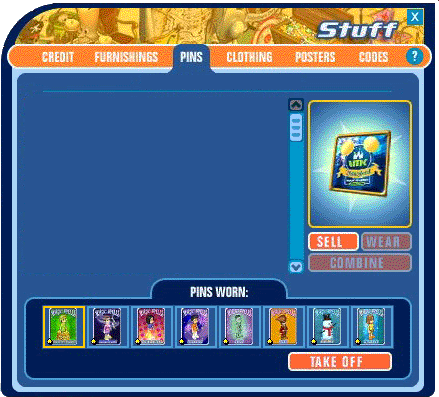 Stuff
X
CREDIT FURNISHINGS PINS CLOTHING POSTERS CODES ?
SELL WEAR
COMBINE
PINS WORN:
TAKE OFF